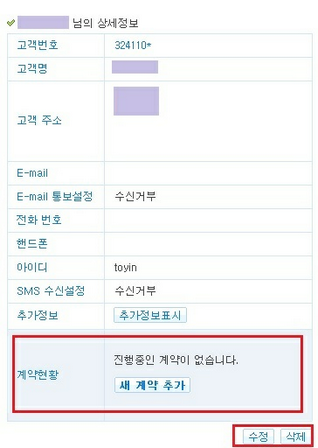 님의 상세정보
고객번호 324110*
고객명
고객 주소
E-mail
E-mail 통보설정 수신거부
전화 번호
핸드폰
아이디 toyin
SMS 수신설정 수신거부
추가정보 추가정보표시
진행중인 계약이 없습니다.
계약현황
새 계약 추가
수정 삭제